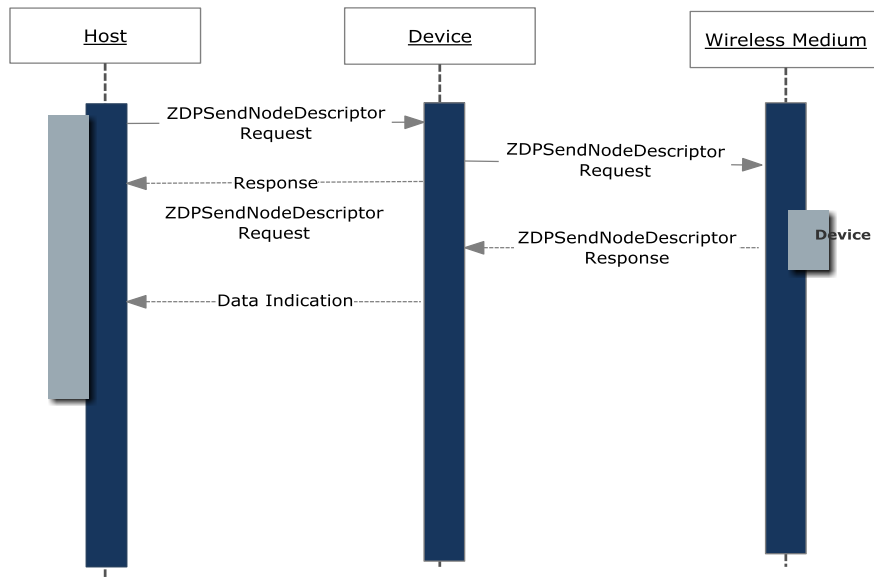 Host
Device
Wireless Medium
ZDPSendNodeDescriptor
Request
ZDPSendNodeDescriptor
Request
Response
ZDPSendNodeDescriptor
Request
ZDPSendNodeDescriptor
Response
Device
Data Indication